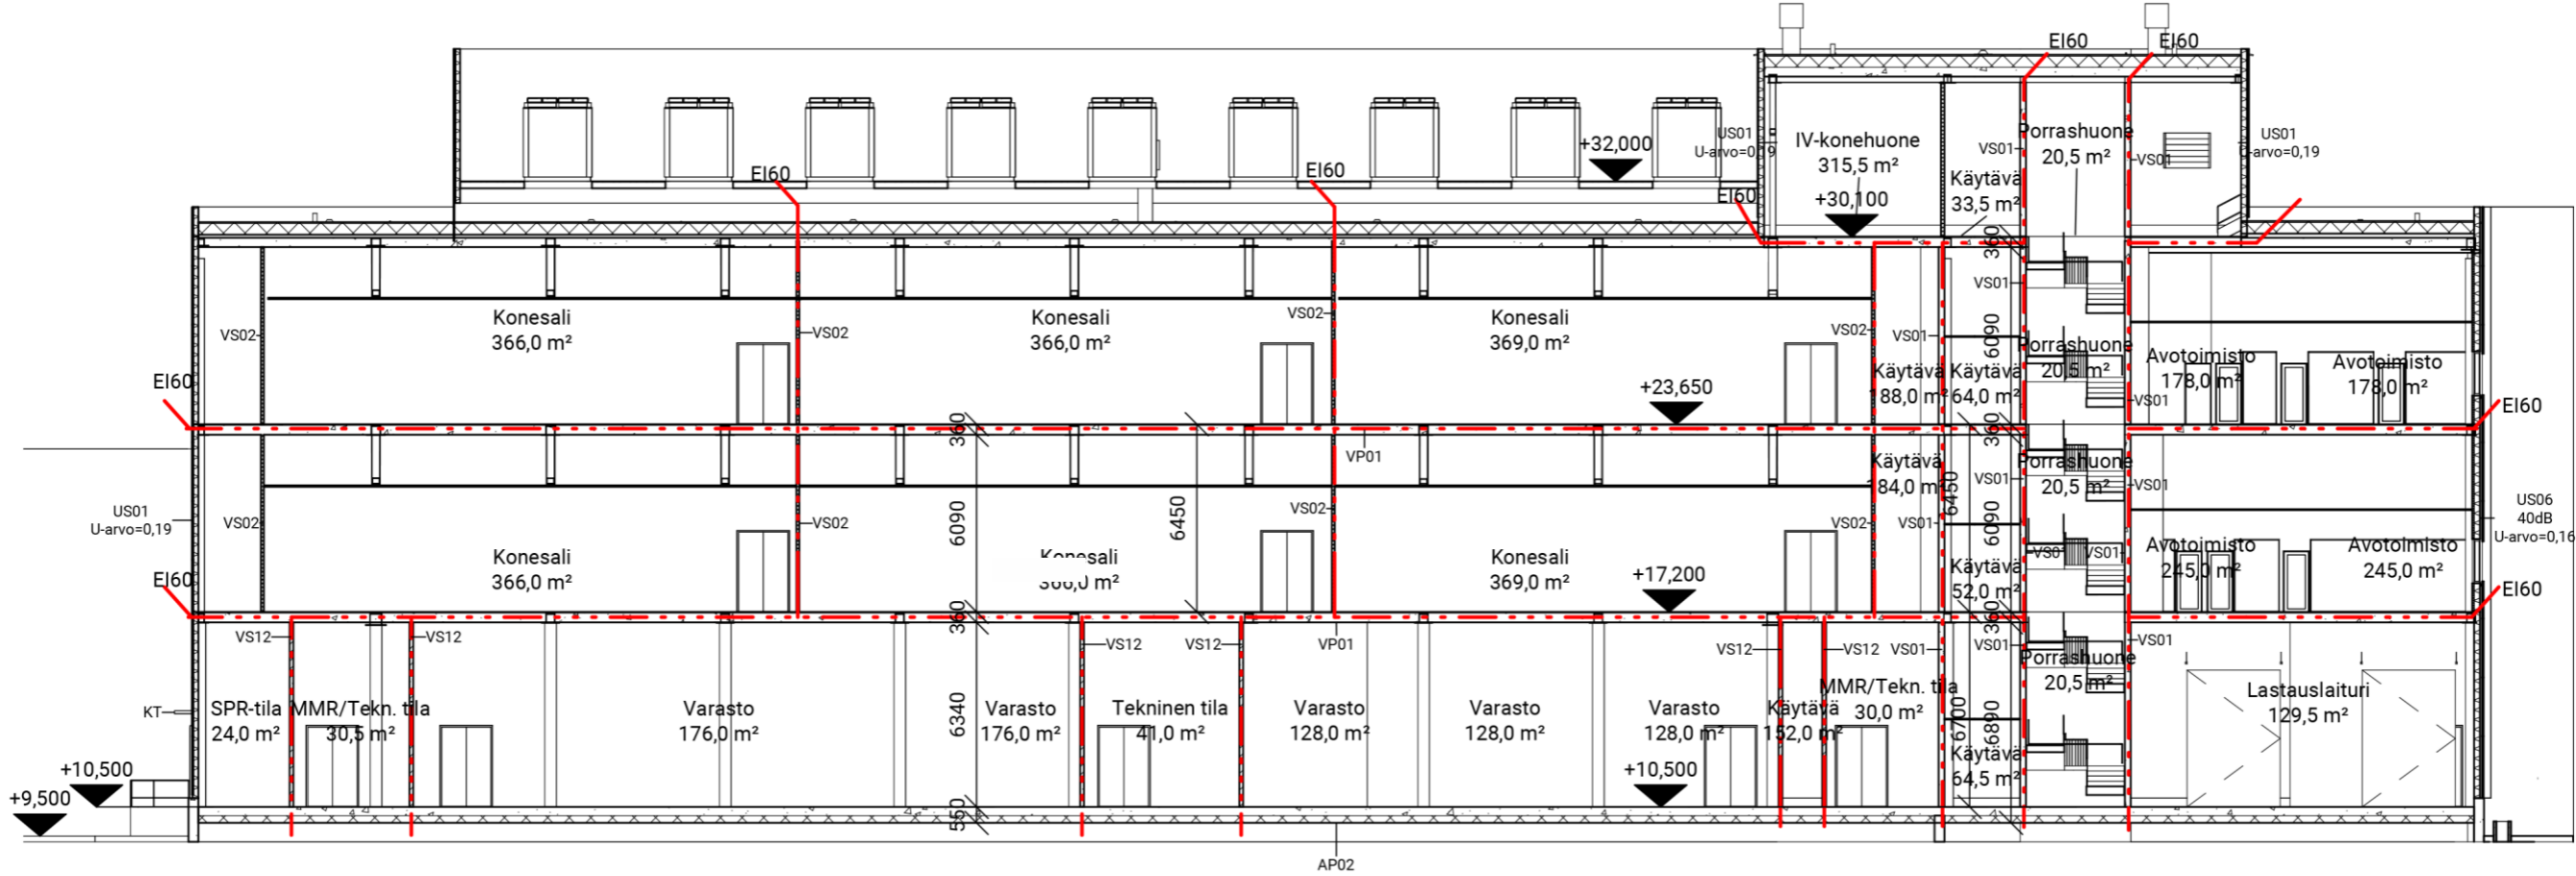 EI60
EI60
+32,000
US01
U-arvo=0,19
IV-konehuone
315,5 m²
+30,100
VS01
Porrashuone
20,5 m²
VS01
US01
U-arvo=0,19
Käytävä
33,5 m²
EI60
EI60
EI60
360
VS02
Konesali
366,0 m²
VS02
Konesali
366,0 m²
VS02
Konesali
369,0 m²
VS02
VS01
VS01
6090
+23,650
Käytävä
188,0 m²
Käytävä
64,0 m²
Porrashuone
20,5 m²
VS01
Avotoimisto
178,0 m²
Avotoimisto
178,0 m²
EI60
EI60
360
360
VP01
US01
U-arvo=0,19
VS02
Konesali
366,0 m²
VS02
6090
Konesali
366,0 m²
6450
VS02
Konesali
369,0 m²
VS02
+17,200
Käytävä
184,0 m²
VS01
VS01
6450
6090
Käytävä
52,0 m²
Porrashuone
20,5 m²
VS01
VS01
VS01
Avotoimisto
245,0 m²
Avotoimisto
245,0 m²
US06
40dB
U-arvo=0,16
EI60
EI60
360
360
VS12
VS12
VS12
VS12
VP01
VS12
VS12
VS01
VS01
VS01
KT
SPR-tila
24,0 m²
MMR/Tekn. tila
30,5 m²
Varasto
176,0 m²
6340
Varasto
176,0 m²
Tekninen tila
41,0 m²
Varasto
128,0 m²
Varasto
128,0 m²
Varasto
128,0 m²
Käytävä
152,0 m²
MMR/Tekn. tila
30,0 m²
6700
6890
Käytävä
64,5 m²
Porrashuone
20,5 m²
Lastauslaituri
129,5 m²
+10,500
+9,500
+10,500
550
AP02